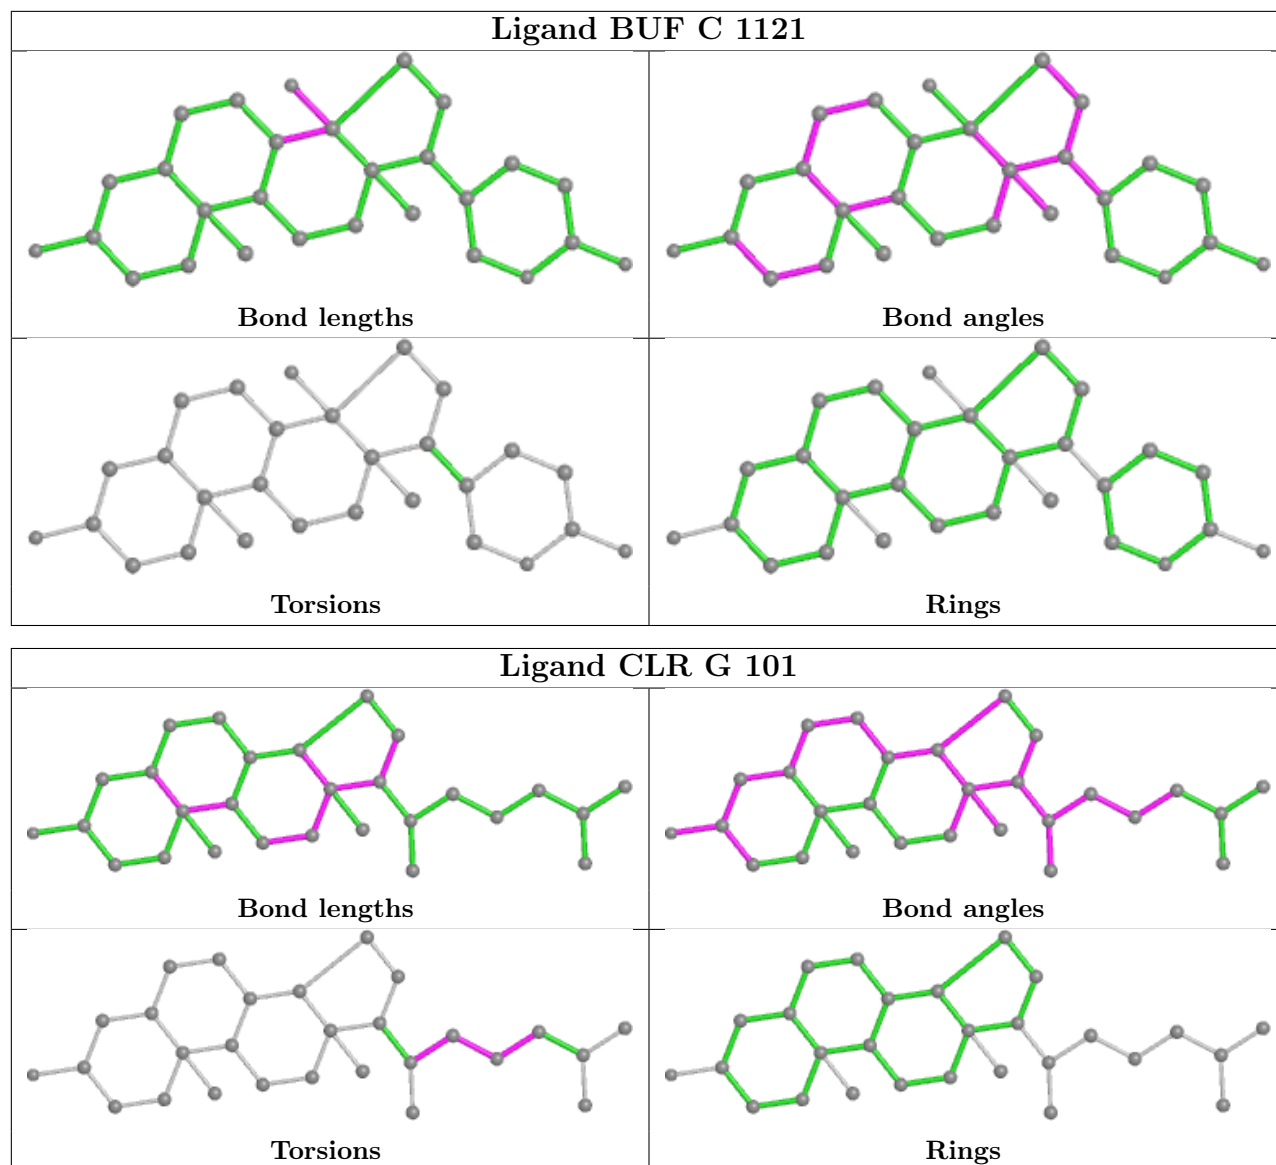 Ligand BUF C 1121
Bond lengths
Bond angles
Torsions
Rings
Ligand CLR G 101
Bond lengths
Bond angles
Torsions
Rings